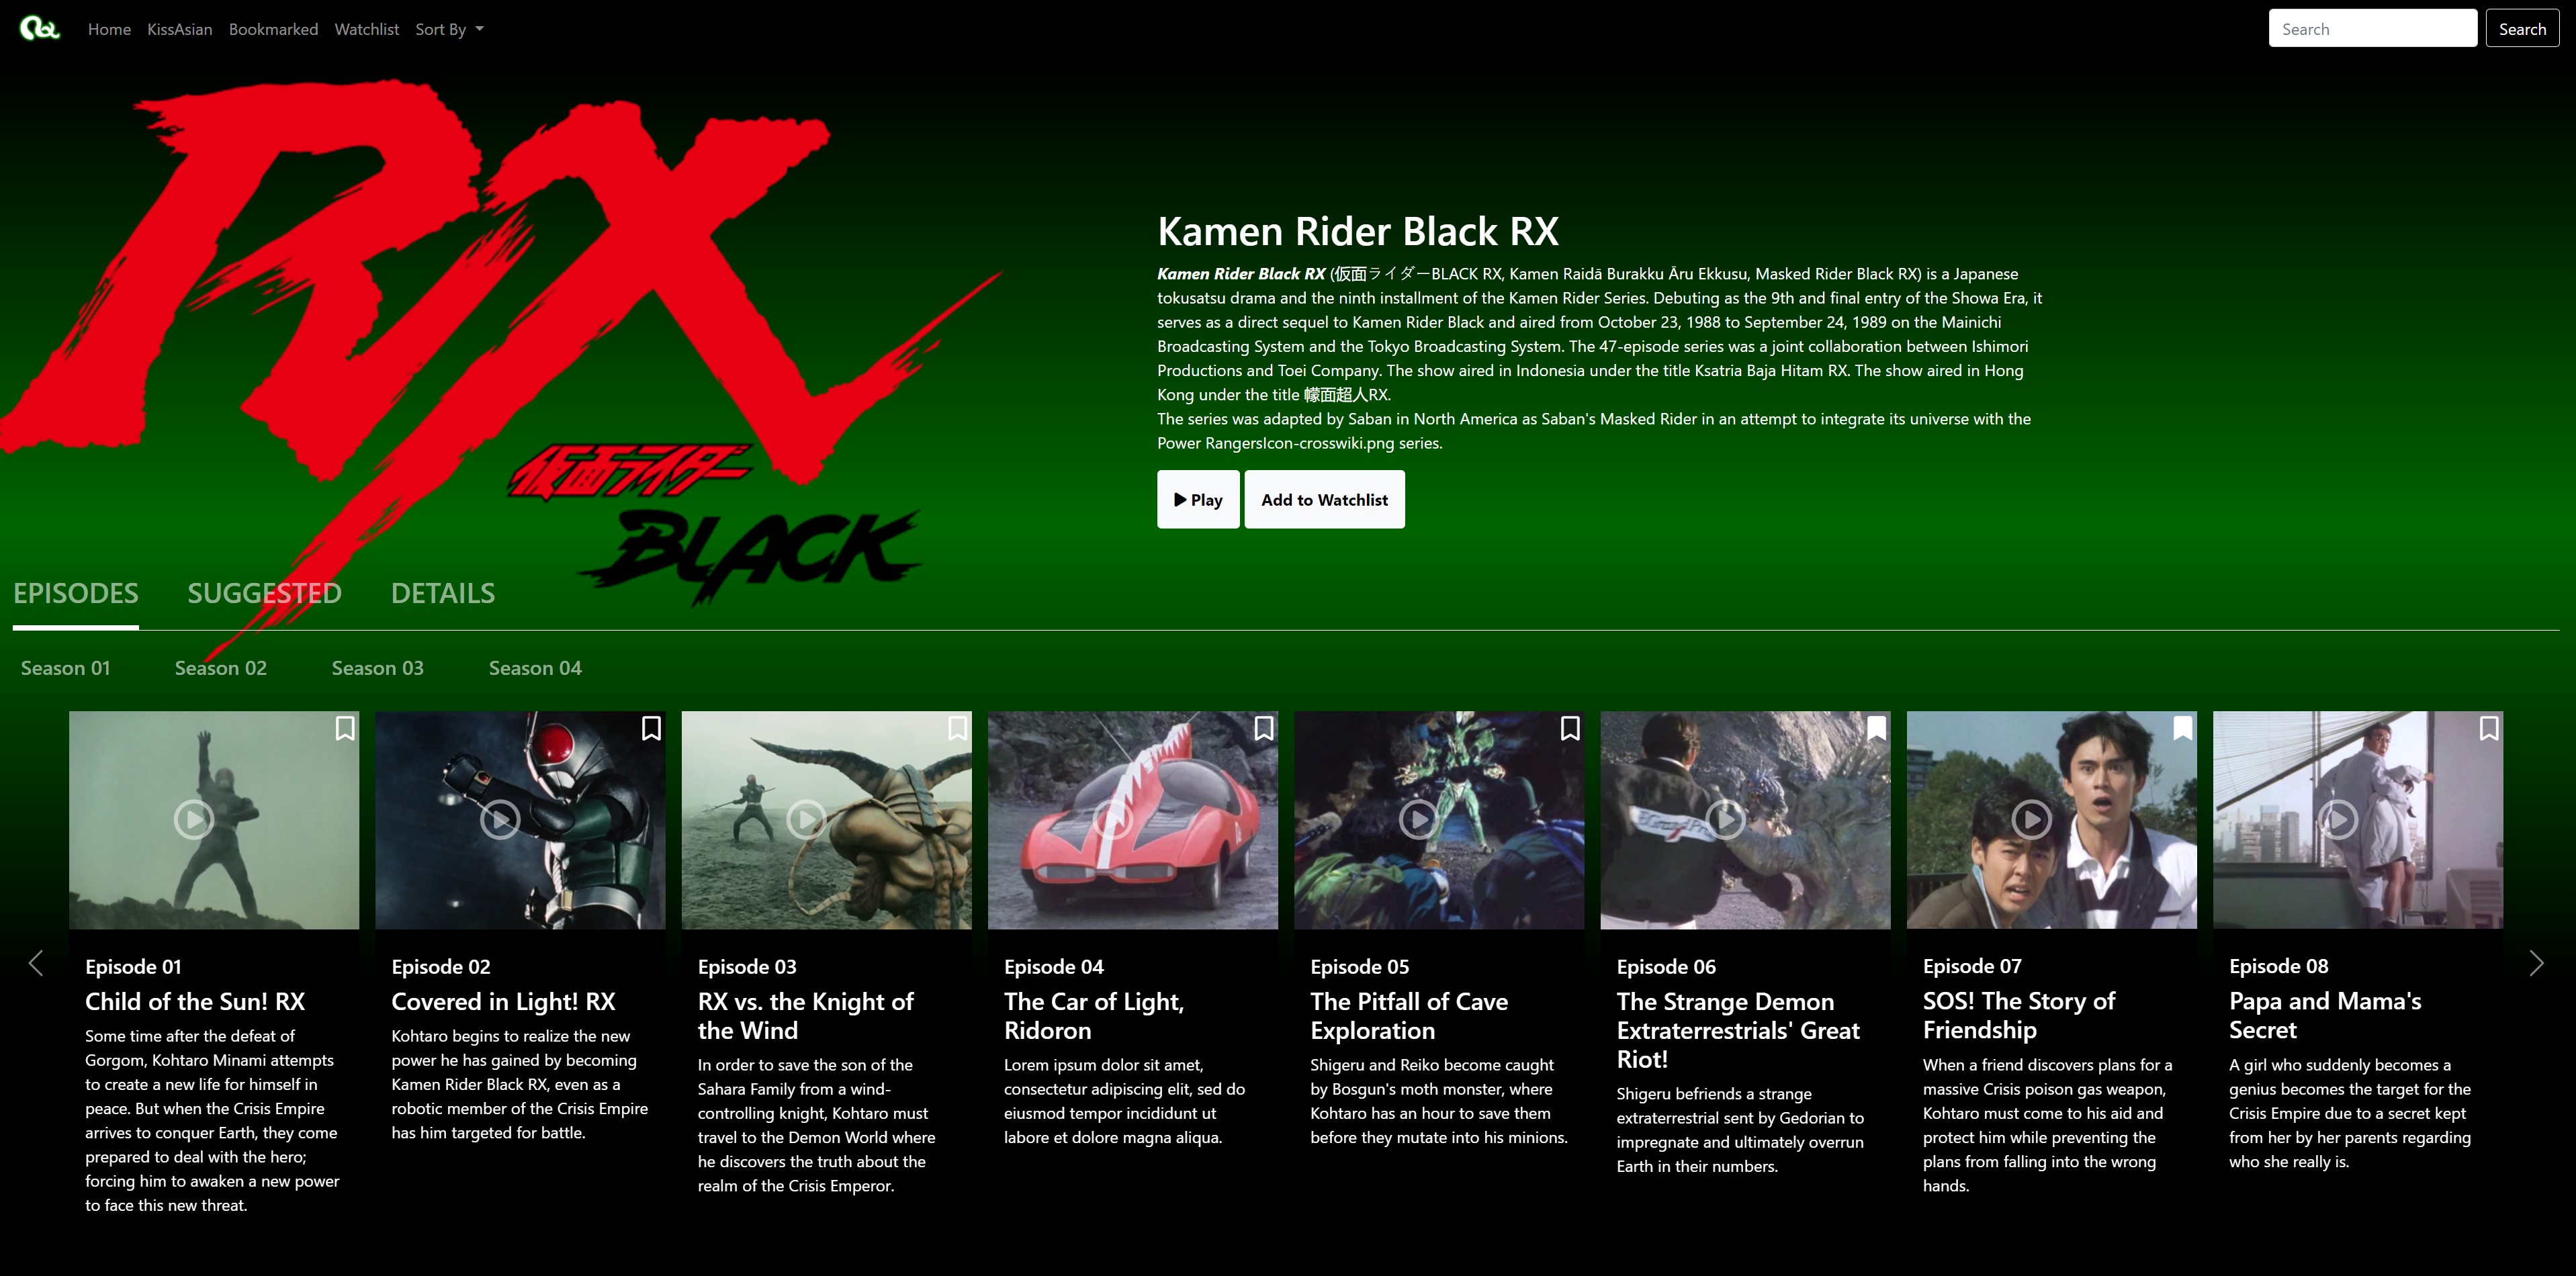 Home KissAsian Bookmarked Watchlist Sort By
Search Search
RX
仮面ライダー
BLACK
Kamen Rider Black RX
Kamen Rider Black RX (仮面ライダーBLACK RX, Kamen Raidā Burakku Āru Ekkusu, Masked Rider Black RX) is a Japanese
tokusatsu drama and the ninth installment of the Kamen Rider Series. Debuting as the 9th and final entry of the Showa Era, it
serves as a direct sequel to Kamen Rider Black and aired from October 23, 1988 to September 24, 1989 on the Mainichi
Broadcasting System and the Tokyo Broadcasting System. The 47-episode series was a joint collaboration between Ishimori
Productions and Toei Company. The show aired in Indonesia under the title Ksatria Baja Hitam RX. The show aired in Hong
Kong under the title 幪面超人RX.
The series was adapted by Saban in North America as Saban's Masked Rider in an attempt to integrate its universe with the
Power RangersIcon-crosswiki.png series.
Play Add to Watchlist
EPISODES SUGGESTED DETAILS
Season 01 Season 02 Season 03 Season 04
Episode 01
Child of the Sun! RX
Some time after the defeat of
Gorgom, Kohtaro Minami attempts
to create a new life for himself in
peace. But when the Crisis Empire
arrives to conquer Earth, they come
prepared to deal with the hero;
forcing him to awaken a new power
to face this new threat.
Episode 02
Covered in Light! RX
Kohtaro begins to realize the new
power he has gained by becoming
Kamen Rider Black RX, even as a
robotic member of the Crisis Empire
has him targeted for battle.
Episode 03
RX vs. the Knight of
the Wind
In order to save the son of the
Sahara Family from a wind-
controlling knight, Kohtaro must
travel to the Demon World where
he discovers the truth about the
realm of the Crisis Emperor.
Episode 04
The Car of Light,
Ridoron
Lorem ipsum dolor sit amet,
consectetur adipiscing elit, sed do
eiusmod tempor incididunt ut
labore et dolore magna aliqua.
Episode 05
The Pitfall of Cave
Exploration
Shigeru and Reiko become caught
by Bosgun's moth monster, where
Kohtaro has an hour to save them
before they mutate into his minions.
Episode 06
The Strange Demon
Extraterrestrials' Great
Riot!
Shigeru befriends a strange
extraterrestrial sent by Gedorian to
impregnate and ultimately overrun
Earth in their numbers.
Episode 07
SOS! The Story of
Friendship
When a friend discovers plans for a
massive Crisis poison gas weapon,
Kohtaro must come to his aid and
protect him while preventing the
plans from falling into the wrong
hands.
Episode 08
Papa and Mama's
Secret
A girl who suddenly becomes a
genius becomes the target for the
Crisis Empire due to a secret kept
from her by her parents regarding
who she really is.